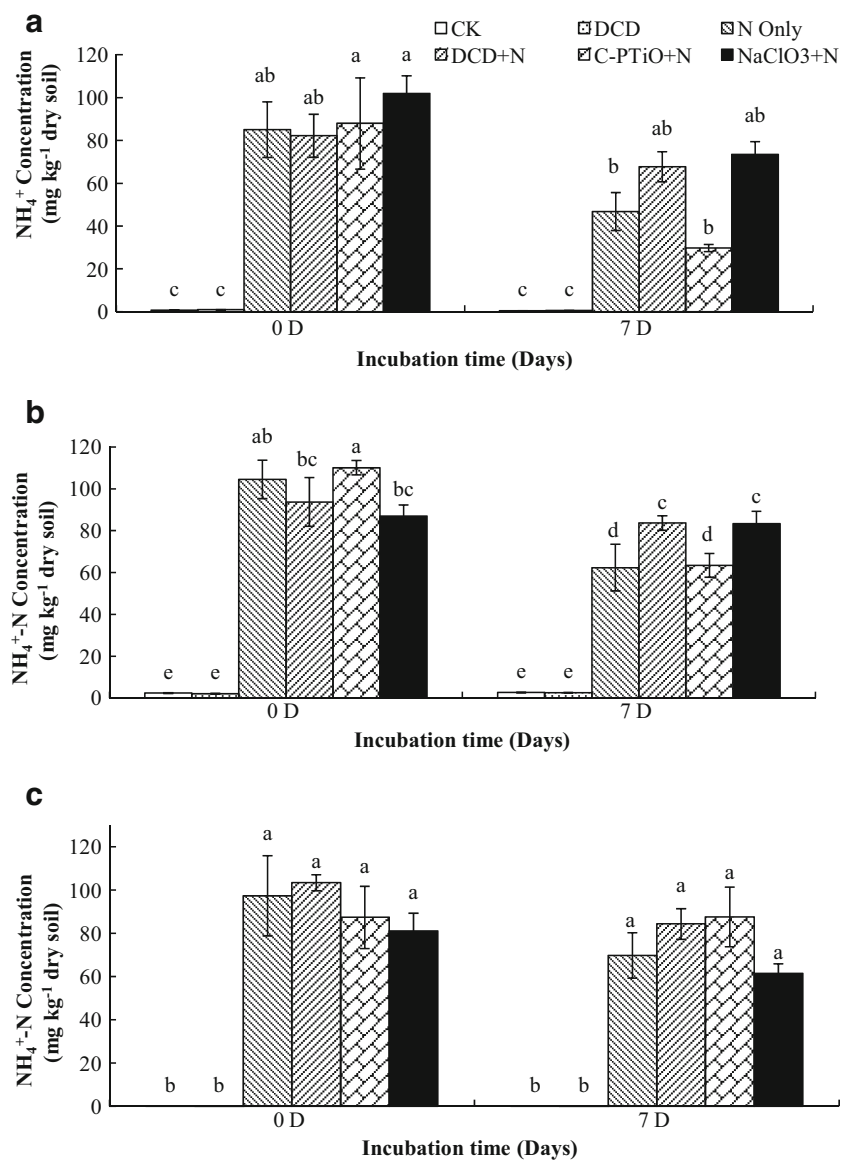 a
CK DCD N Only
DCD+N C-PTiO+N NaClO3+N
NH₄⁺ Concentration
(mg kg⁻¹ dry soil)
120
100
80
60
40
20
0
c c ab ab a a
c c b ab b ab
0 D 7 D
Incubation time (Days)
b
NH₄⁺-N Concentration
(mg kg⁻¹ dry soil)
120
100
80
60
40
20
0
e e ab bc a bc
e e d c d c
0 D 7 D
Incubation time (Days)
c
NH₄⁺-N Concentration
(mg kg⁻¹ dry soil)
120
100
80
60
40
20
0
b b a a a a
b b a a a a
0 D 7 D
Incubation time (Days)